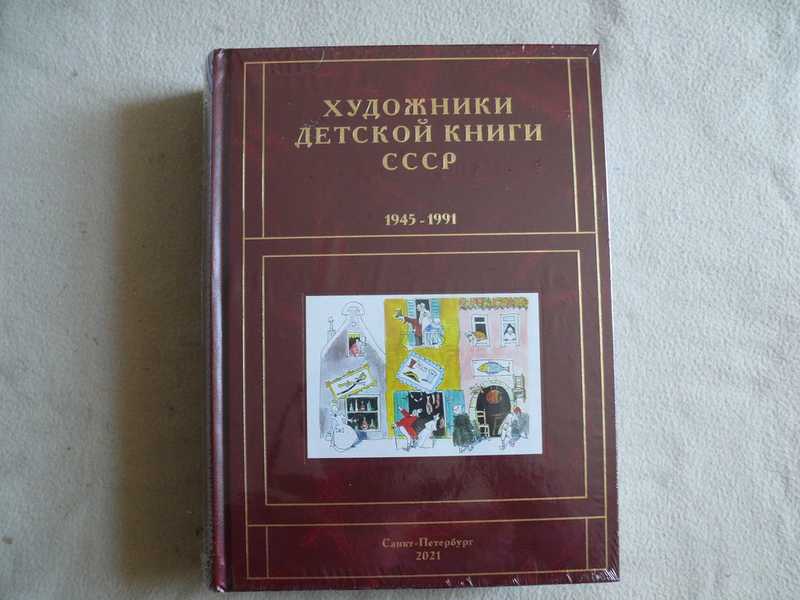 ХУДОЖНИКИ
ДЕТСКОЙ КНИГИ
СССР
1945 - 1991
Санкт-Петербург
2021